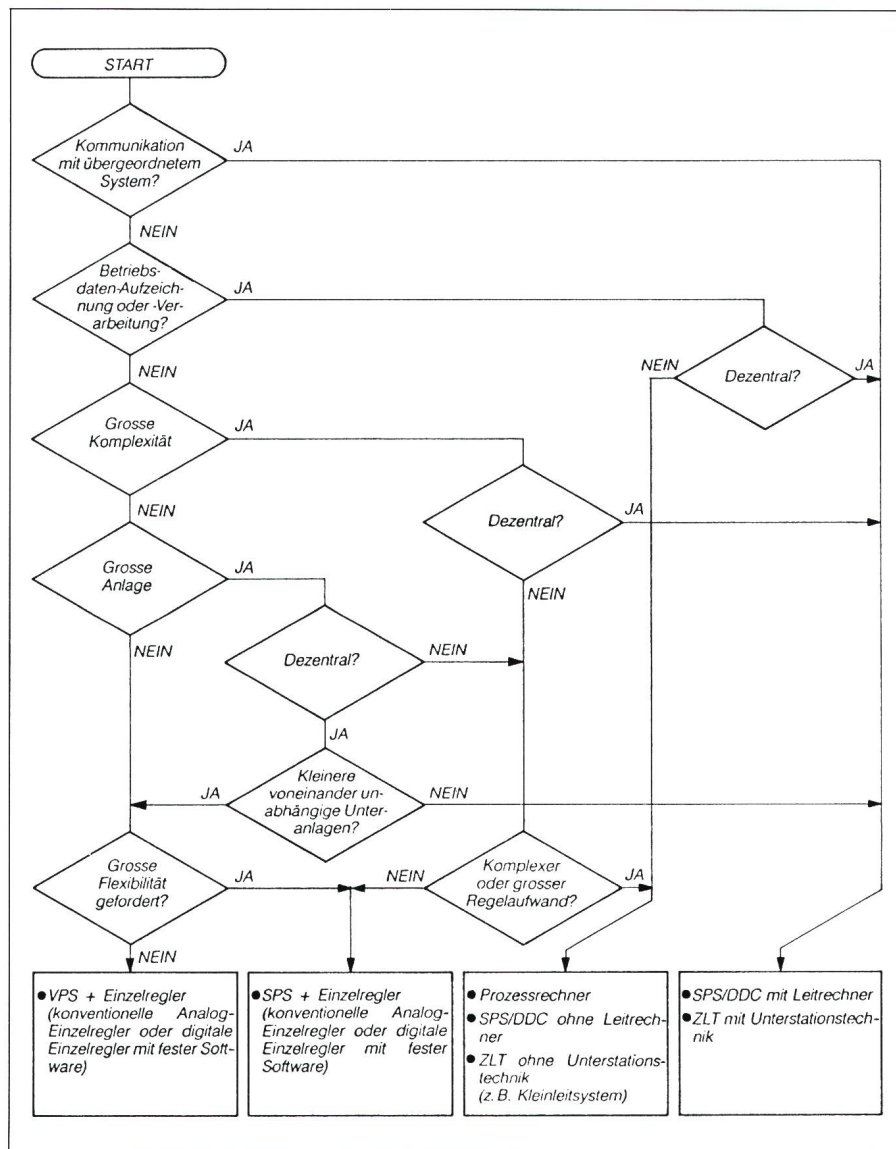 START
Kommunikation
mit übergeordnetem
System?
JA
NEIN
Betriebs-
daten-Aufzeich-
nung oder -Ver-
arbeitung?
JA
NEIN
Dezentral?
JA
NEIN
Grosse
Komplexität
JA
NEIN
Dezentral?
JA
NEIN
Grosse
Anlage
JA
NEIN
Dezentral?
NEIN
JA
Kleinere
voneinander un-
abhängige Unter-
anlagen?
JA
NEIN
Grosse
Flexibilität
gefordert?
JA
NEIN
Komplexer
oder grosser
Regelaufwand?
NEIN
JA
● VPS + Einzelregler
(konventionelle Analog-
Einzelregler oder digitale
Einzelregler mit fester Soft-
ware)
● SPS + Einzelregler
(konventionelle Analog-
Einzelregler oder digitale
Einzelregler mit fester
Software)
● Prozessrechner
● SPS/DDC ohne Leitrech-
ner
● ZLT ohne Unterstations-
technik
(z. B. Kleinleitsystem)
● SPS/DDC mit Leitrechner
● ZLT mit Unterstationstech-
nik